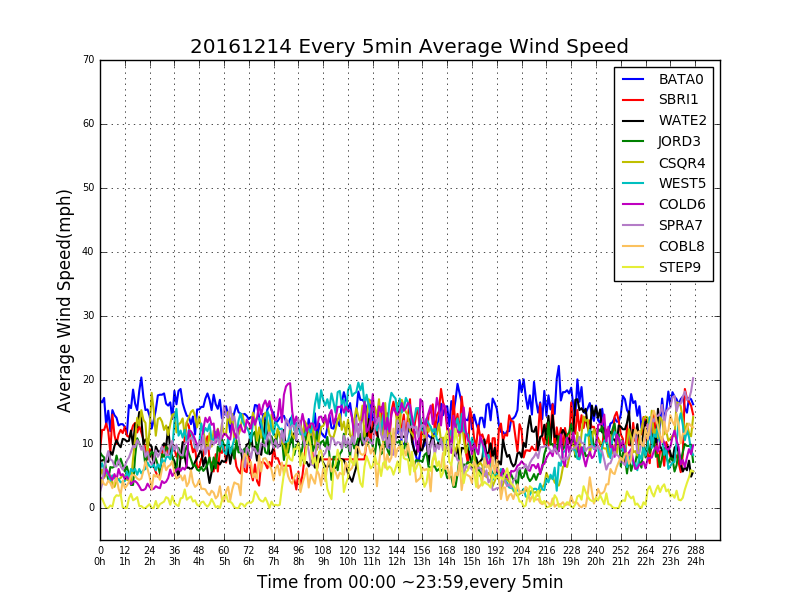 20161214 Every 5min Average Wind Speed
70
60
50
40
30
20
10
0
Average Wind Speed(mph)
BATA0
SBRI1
WATE2
JORD3
CSQR4
WEST5
COLD6
SPRA7
COBL8
STEP9
0 12 24 36 48 60 72 84 96 108 120 132 144 156 168 180 192 204 216 228 240 252 264 276 288
0h 1h 2h 3h 4h 5h 6h 7h 8h 9h 10h 11h 12h 13h 14h 15h 16h 17h 18h 19h 20h 21h 22h 23h 24h
Time from 00:00 ~23:59,every 5min